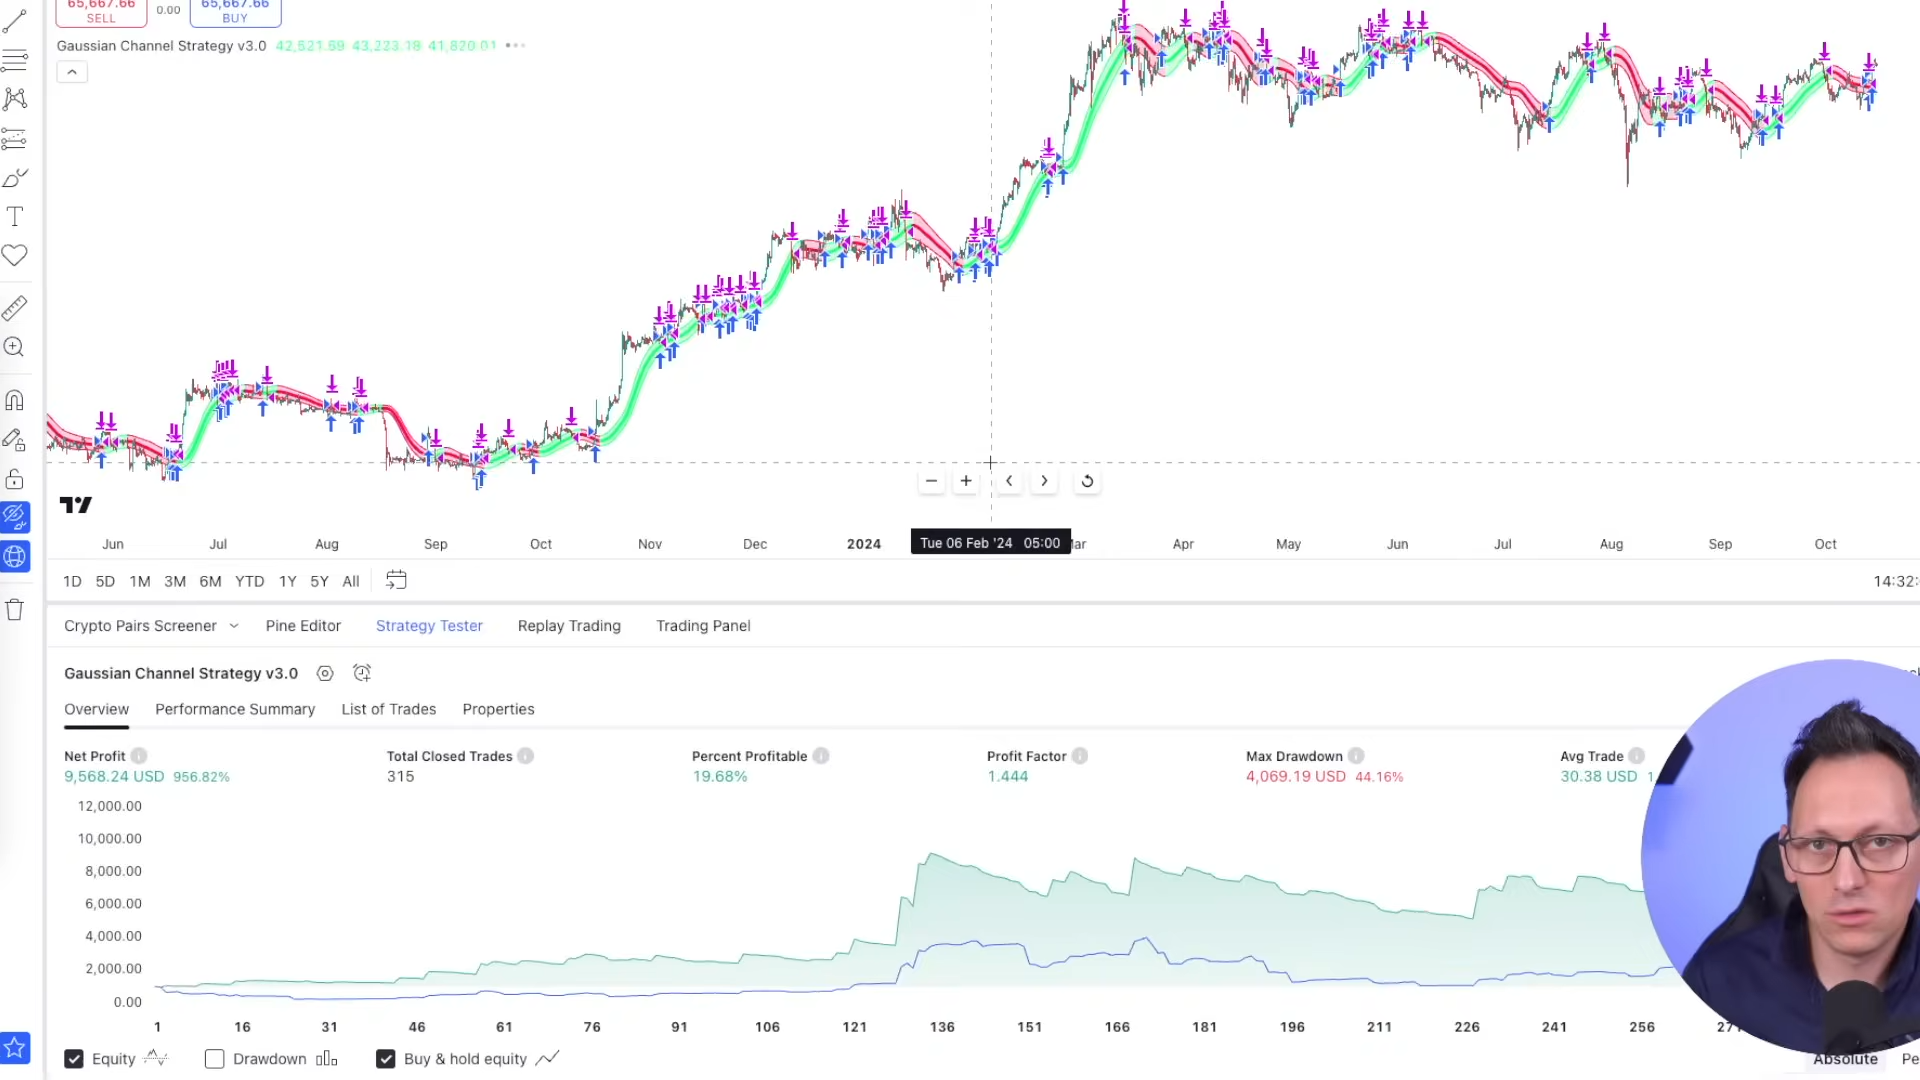 65,667.66
SELL
0.00
65,667.66
BUY
Gaussian Channel Strategy v3.0 42,521.59 43,223.18 41,820.01
Jun Jul Aug Sep Oct Nov Dec 2024 Tue 06 Feb '24 05:00 Mar Apr May Jun Jul Aug Sep Oct
1D 5D 1M 3M 6M YTD 1Y 5Y All 14:32:
Crypto Pairs Screener Pine Editor Strategy Tester Replay Trading Trading Panel
Gaussian Channel Strategy v3.0
Overview Performance Summary List of Trades Properties
Net Profit Total Closed Trades Percent Profitable Profit Factor Max Drawdown Avg Trade
9,568.24 USD 956.82% 315 19.68% 1.444 4,069.19 USD 44.16% 30.38 USD
12,000.00
10,000.00
8,000.00
6,000.00
4,000.00
2,000.00
0.00
1 16 31 46 61 76 91 106 121 136 151 166 181 196 211 226 241 256
Equity Drawdown Buy & hold equity Absolute